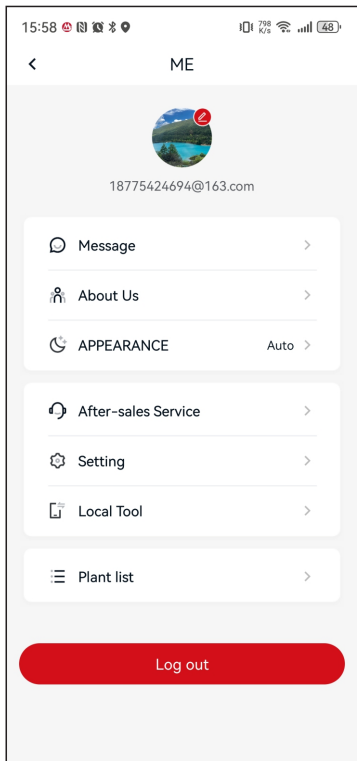 15:58 798 K/s 48
ME
18775424694@163.com
Message
About Us
APPEARANCE Auto
After-sales Service
Setting
Local Tool
Plant list
Log out